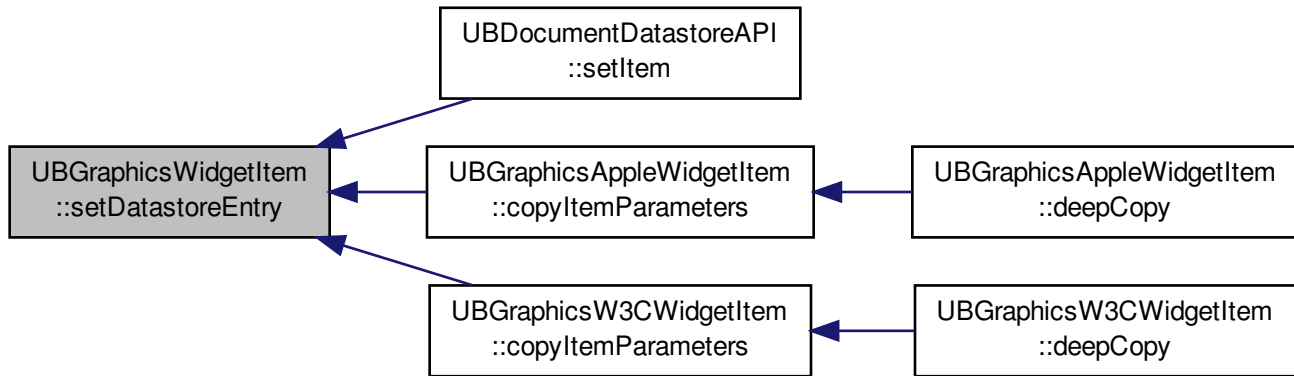 UBDocumentDatastoreAPI
::setItem
UBGraphicsWidgetItem
::setDatastoreEntry
UBGraphicsAppleWidgetItem
::copyItemParameters
UBGraphicsAppleWidgetItem
::deepCopy
UBGraphicsW3CWidgetItem
::copyItemParameters
UBGraphicsW3CWidgetItem
::deepCopy